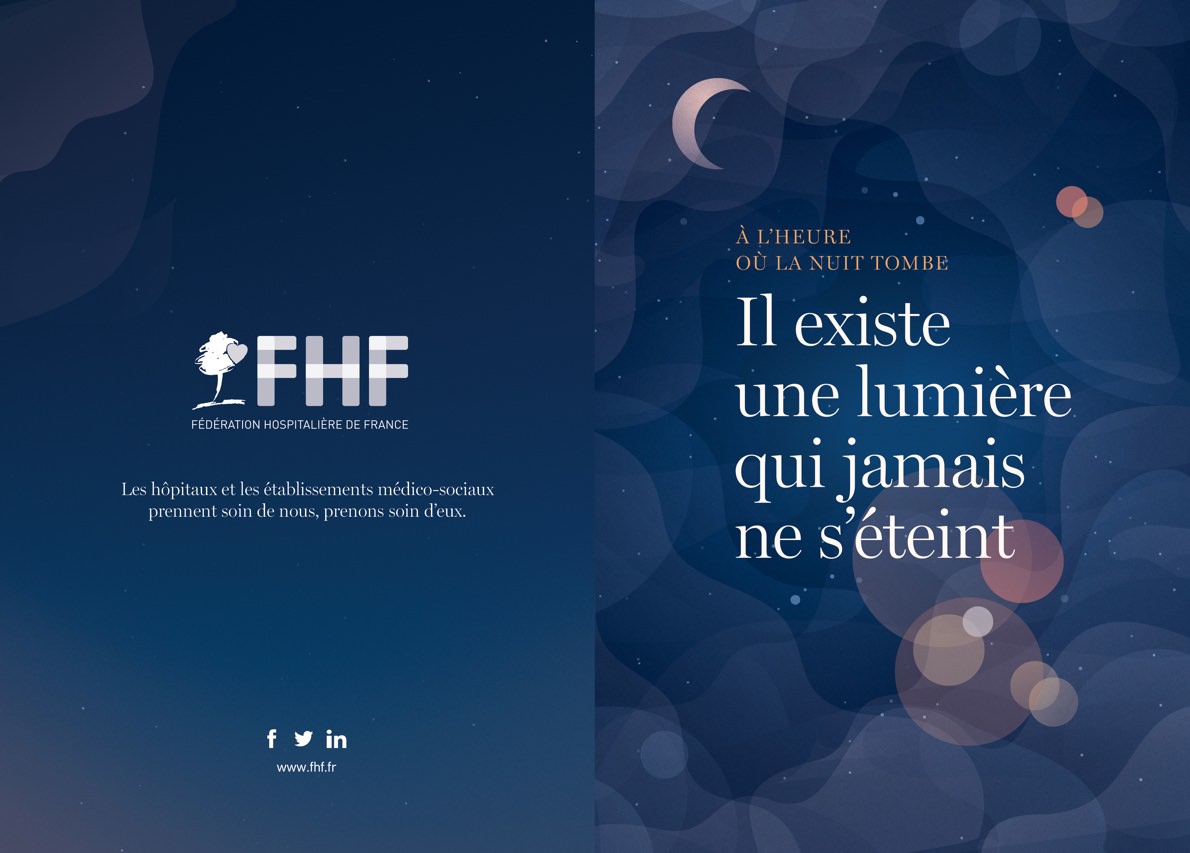 FHF
FÉDÉRATION HOSPITALIÈRE DE FRANCE
Les hôpitaux et les établissements médico-sociaux
prennent soin de nous, prenons soin d’eux.
www.fhf.fr
À L’HEURE
OÙ LA NUIT TOMBE
Il existe
une lumière
qui jamais
ne s’éteint